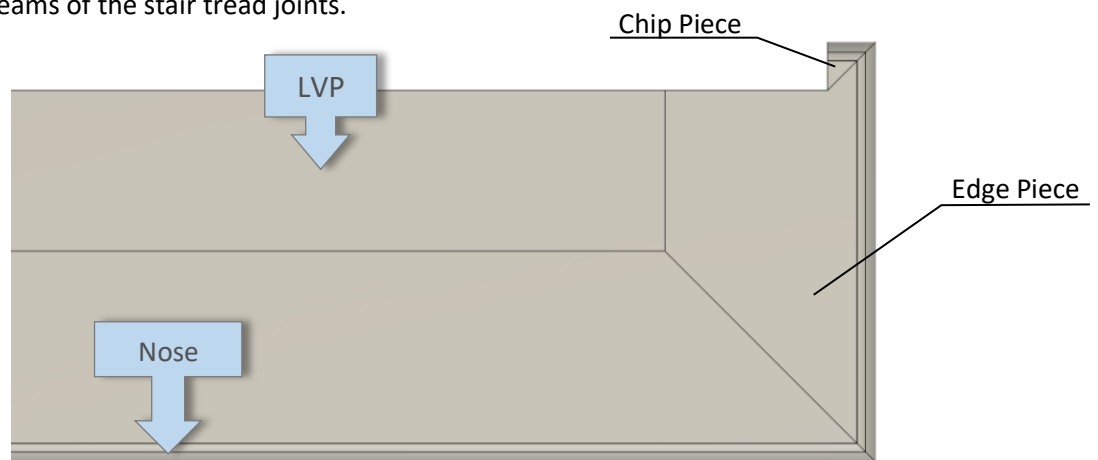 eams of the stair tread joints.
Chip Piece
LVP
Edge Piece
Nose